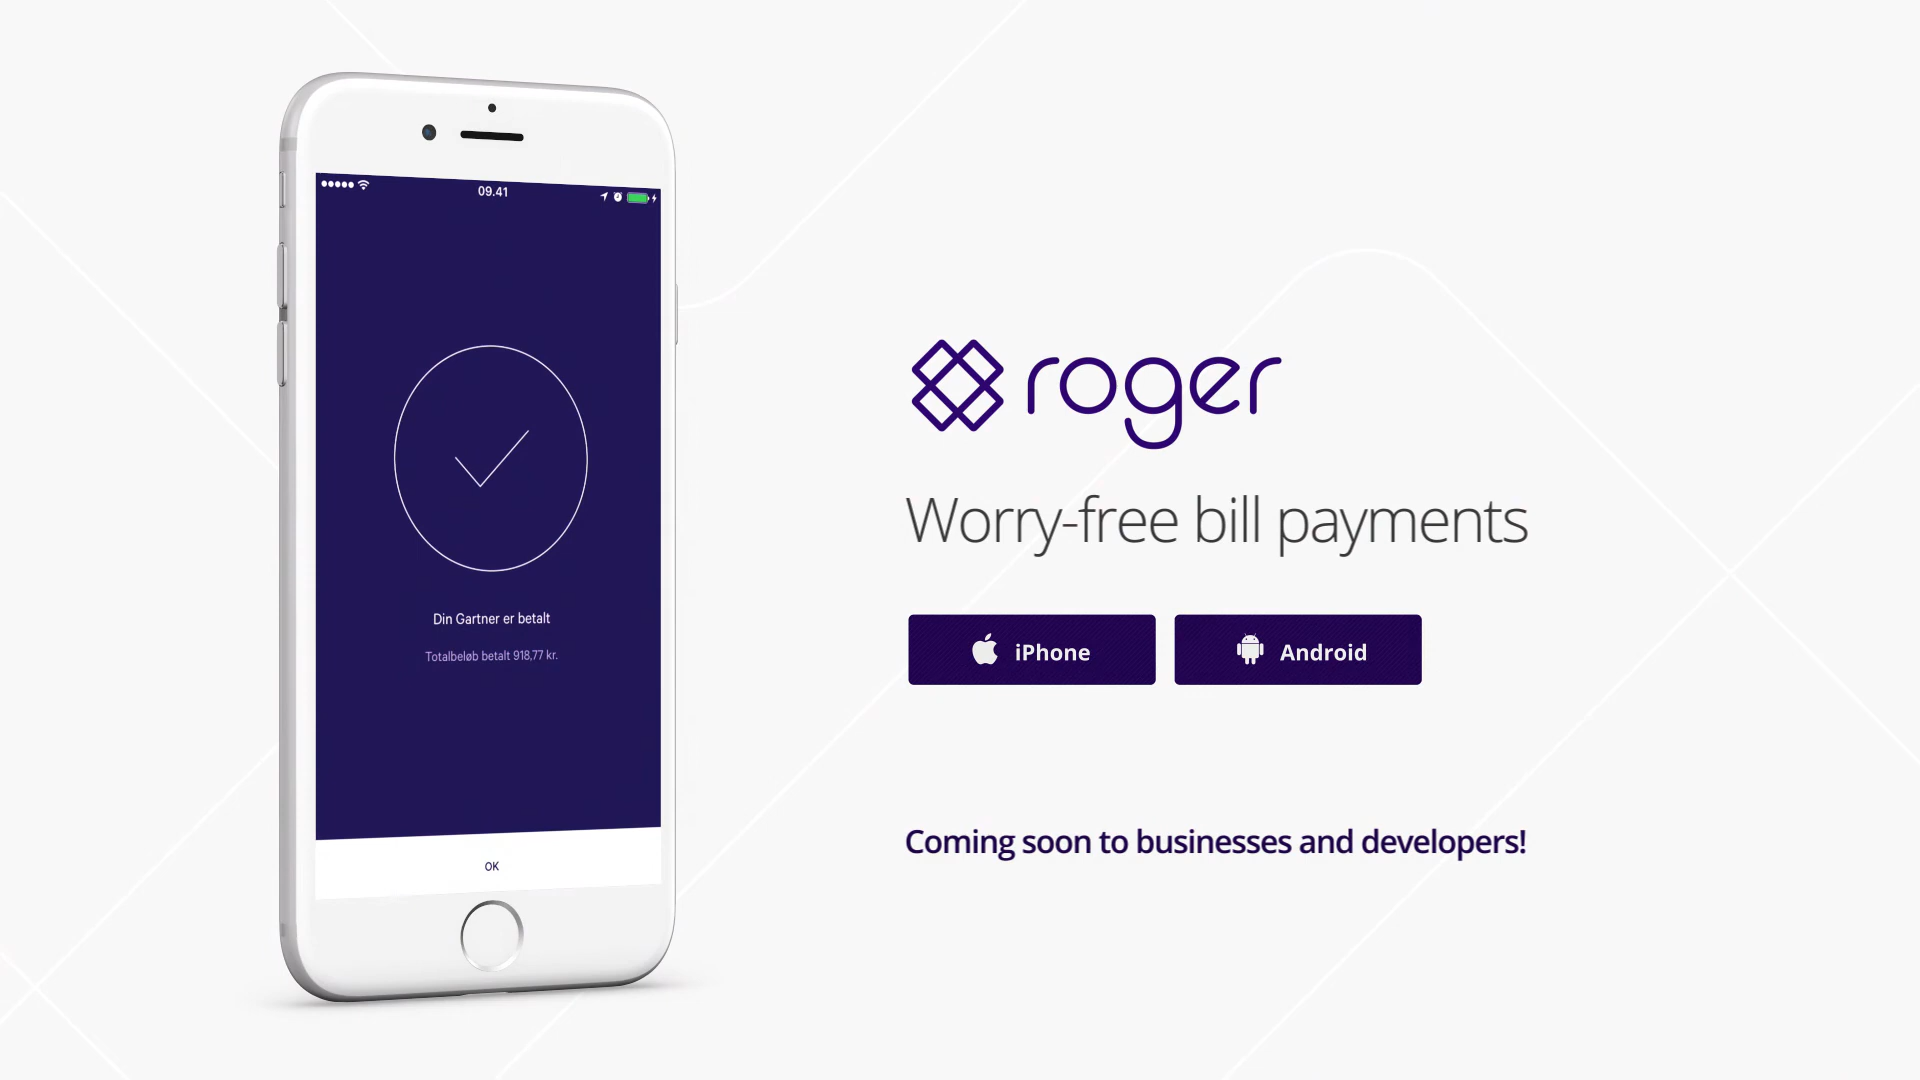 09.41
Din Gartner er betalt
Totalbeløb betalt 918,77 kr.
OK
roger
Worry-free bill payments
iPhone
Android
Coming soon to businesses and developers!